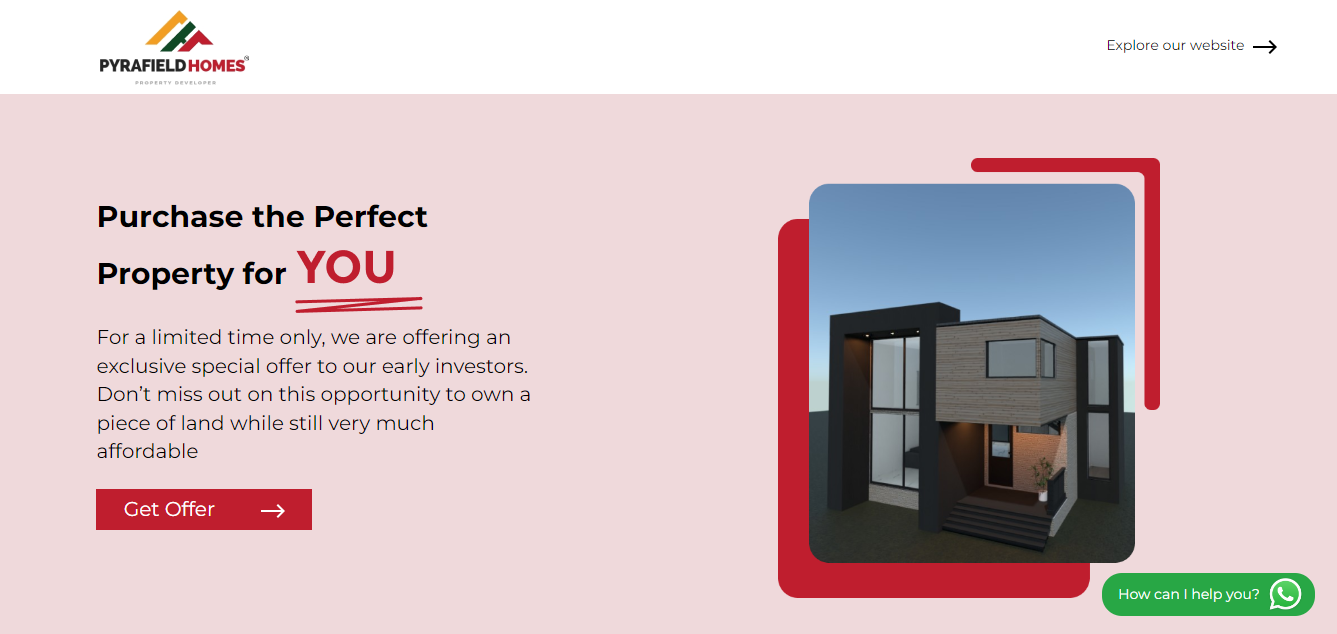 PYRAFIELD HOMES®
PROPERTY DEVELOPER
Explore our website
Purchase the Perfect
Property for YOU
For a limited time only, we are offering an
exclusive special offer to our early investors.
Don’t miss out on this opportunity to own a
piece of land while still very much
affordable
Get Offer
How can I help you?